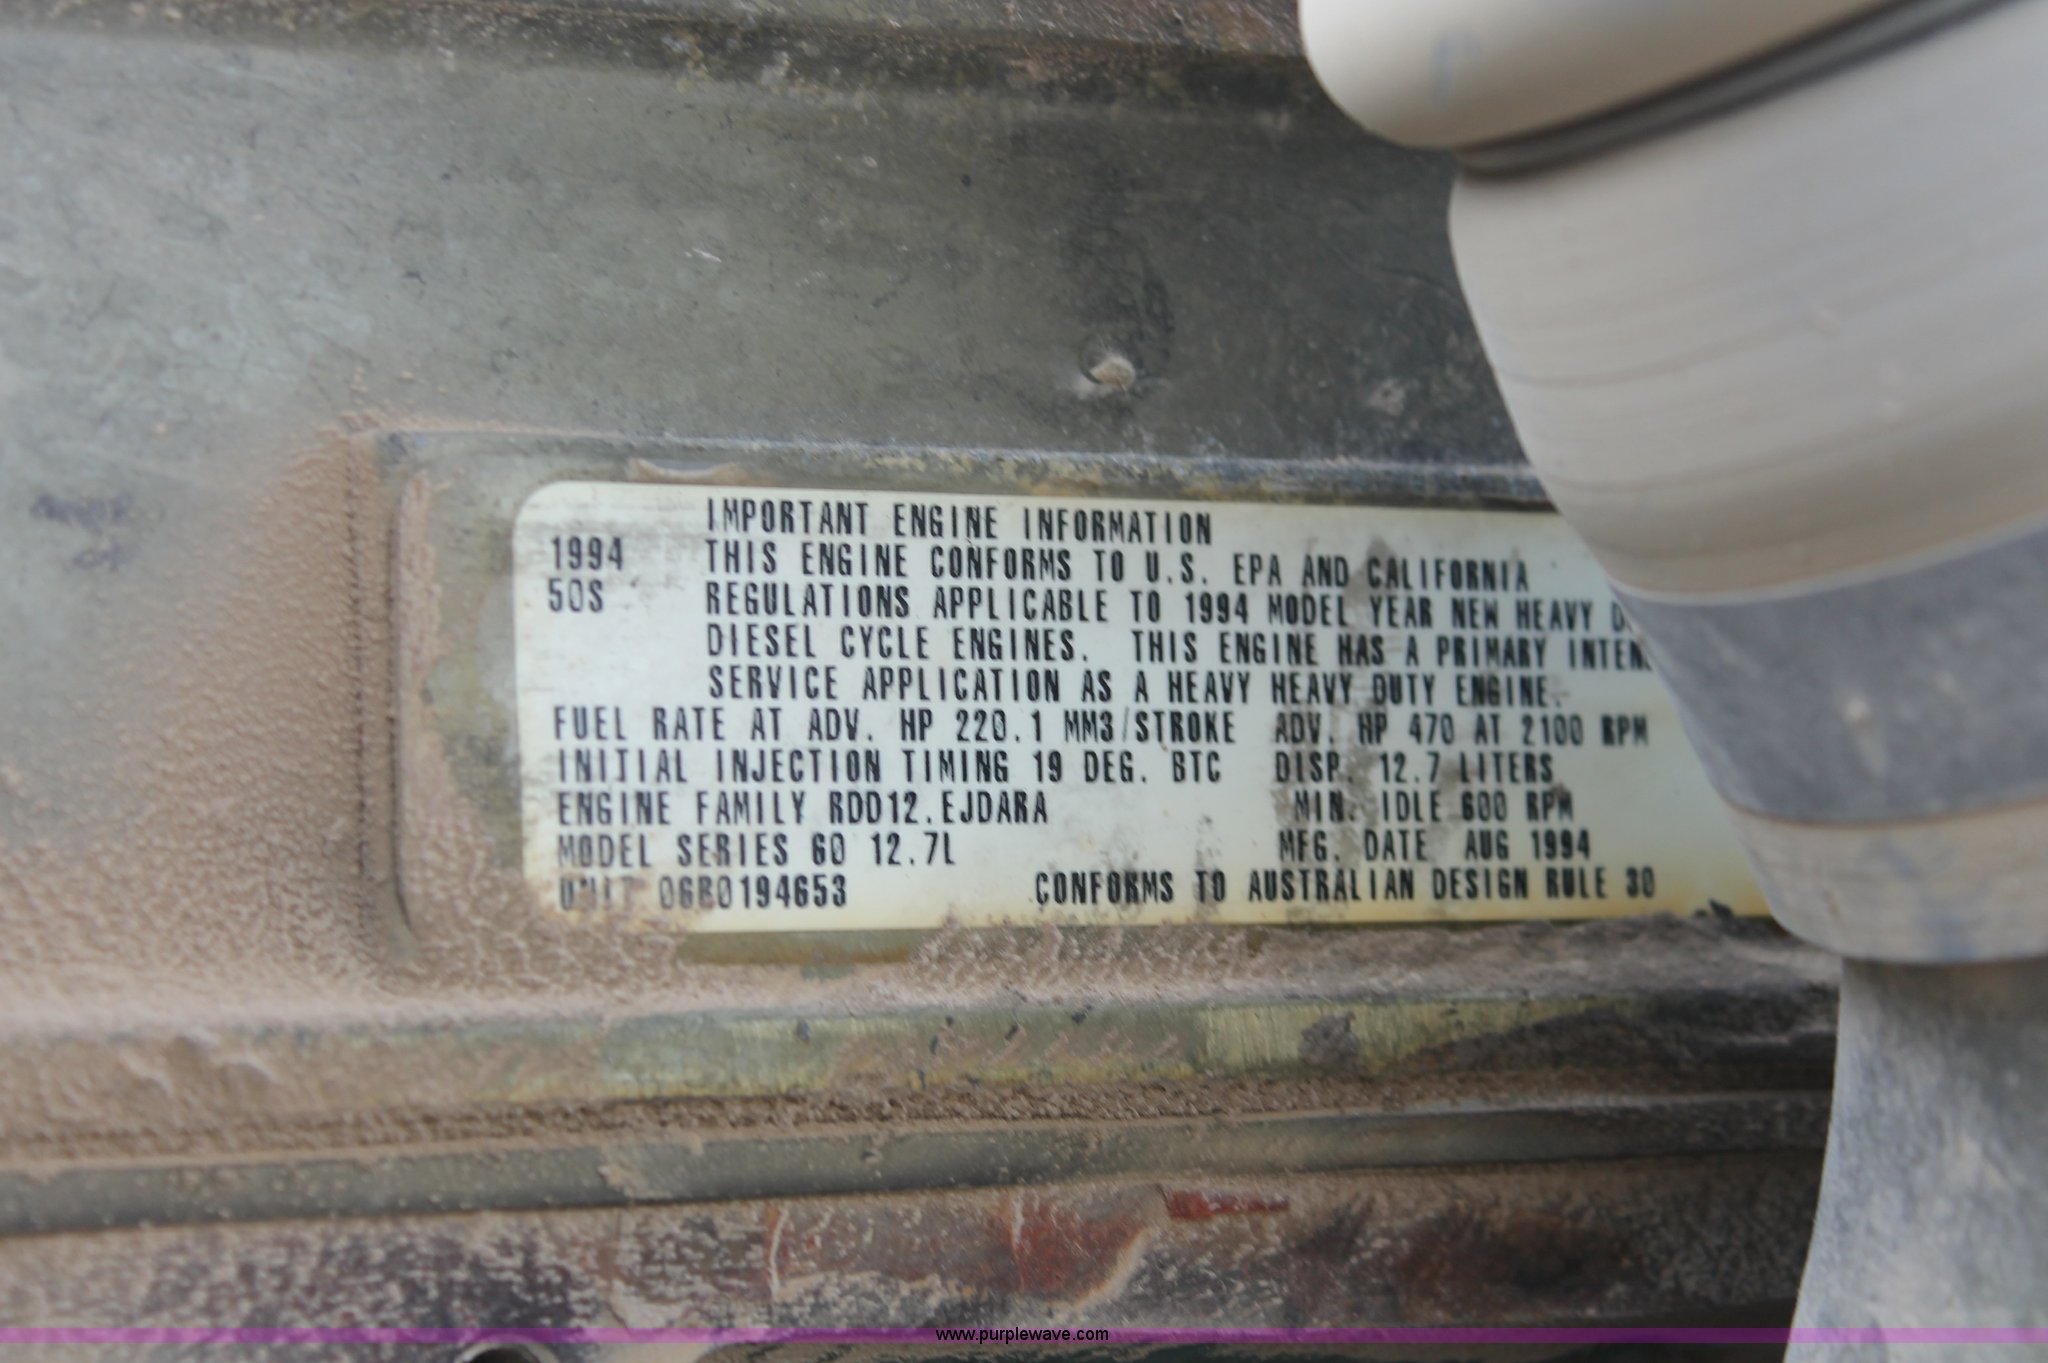 IMPORTANT ENGINE INFORMATION
1994 THIS ENGINE CONFORMS TO U.S. EPA AND CALIFORNIA
50S REGULATIONS APPLICABLE TO 1994 MODEL YEAR NEW HEAVY
DIESEL CYCLE ENGINES. THIS ENGINE HAS A PRIMARY
SERVICE APPLICATION AS A HEAVY HEAVY DUTY ENGINE.
FUEL RATE AT ADV. HP 220.1 MM3/STROKE ADV. HP 470 AT 2100 RPM
INITIAL INJECTION TIMING 19 DEG. BTC DISP. 12.7 LITERS
ENGINE FAMILY RDD12.EJDARA MIN. IDLE 600 RPM
MODEL SERIES 60 12.7L MFG. DATE AUG 1994
UNIT 06R0194653 CONFORMS TO AUSTRALIAN DESIGN RULE 30
www.purplewave.com